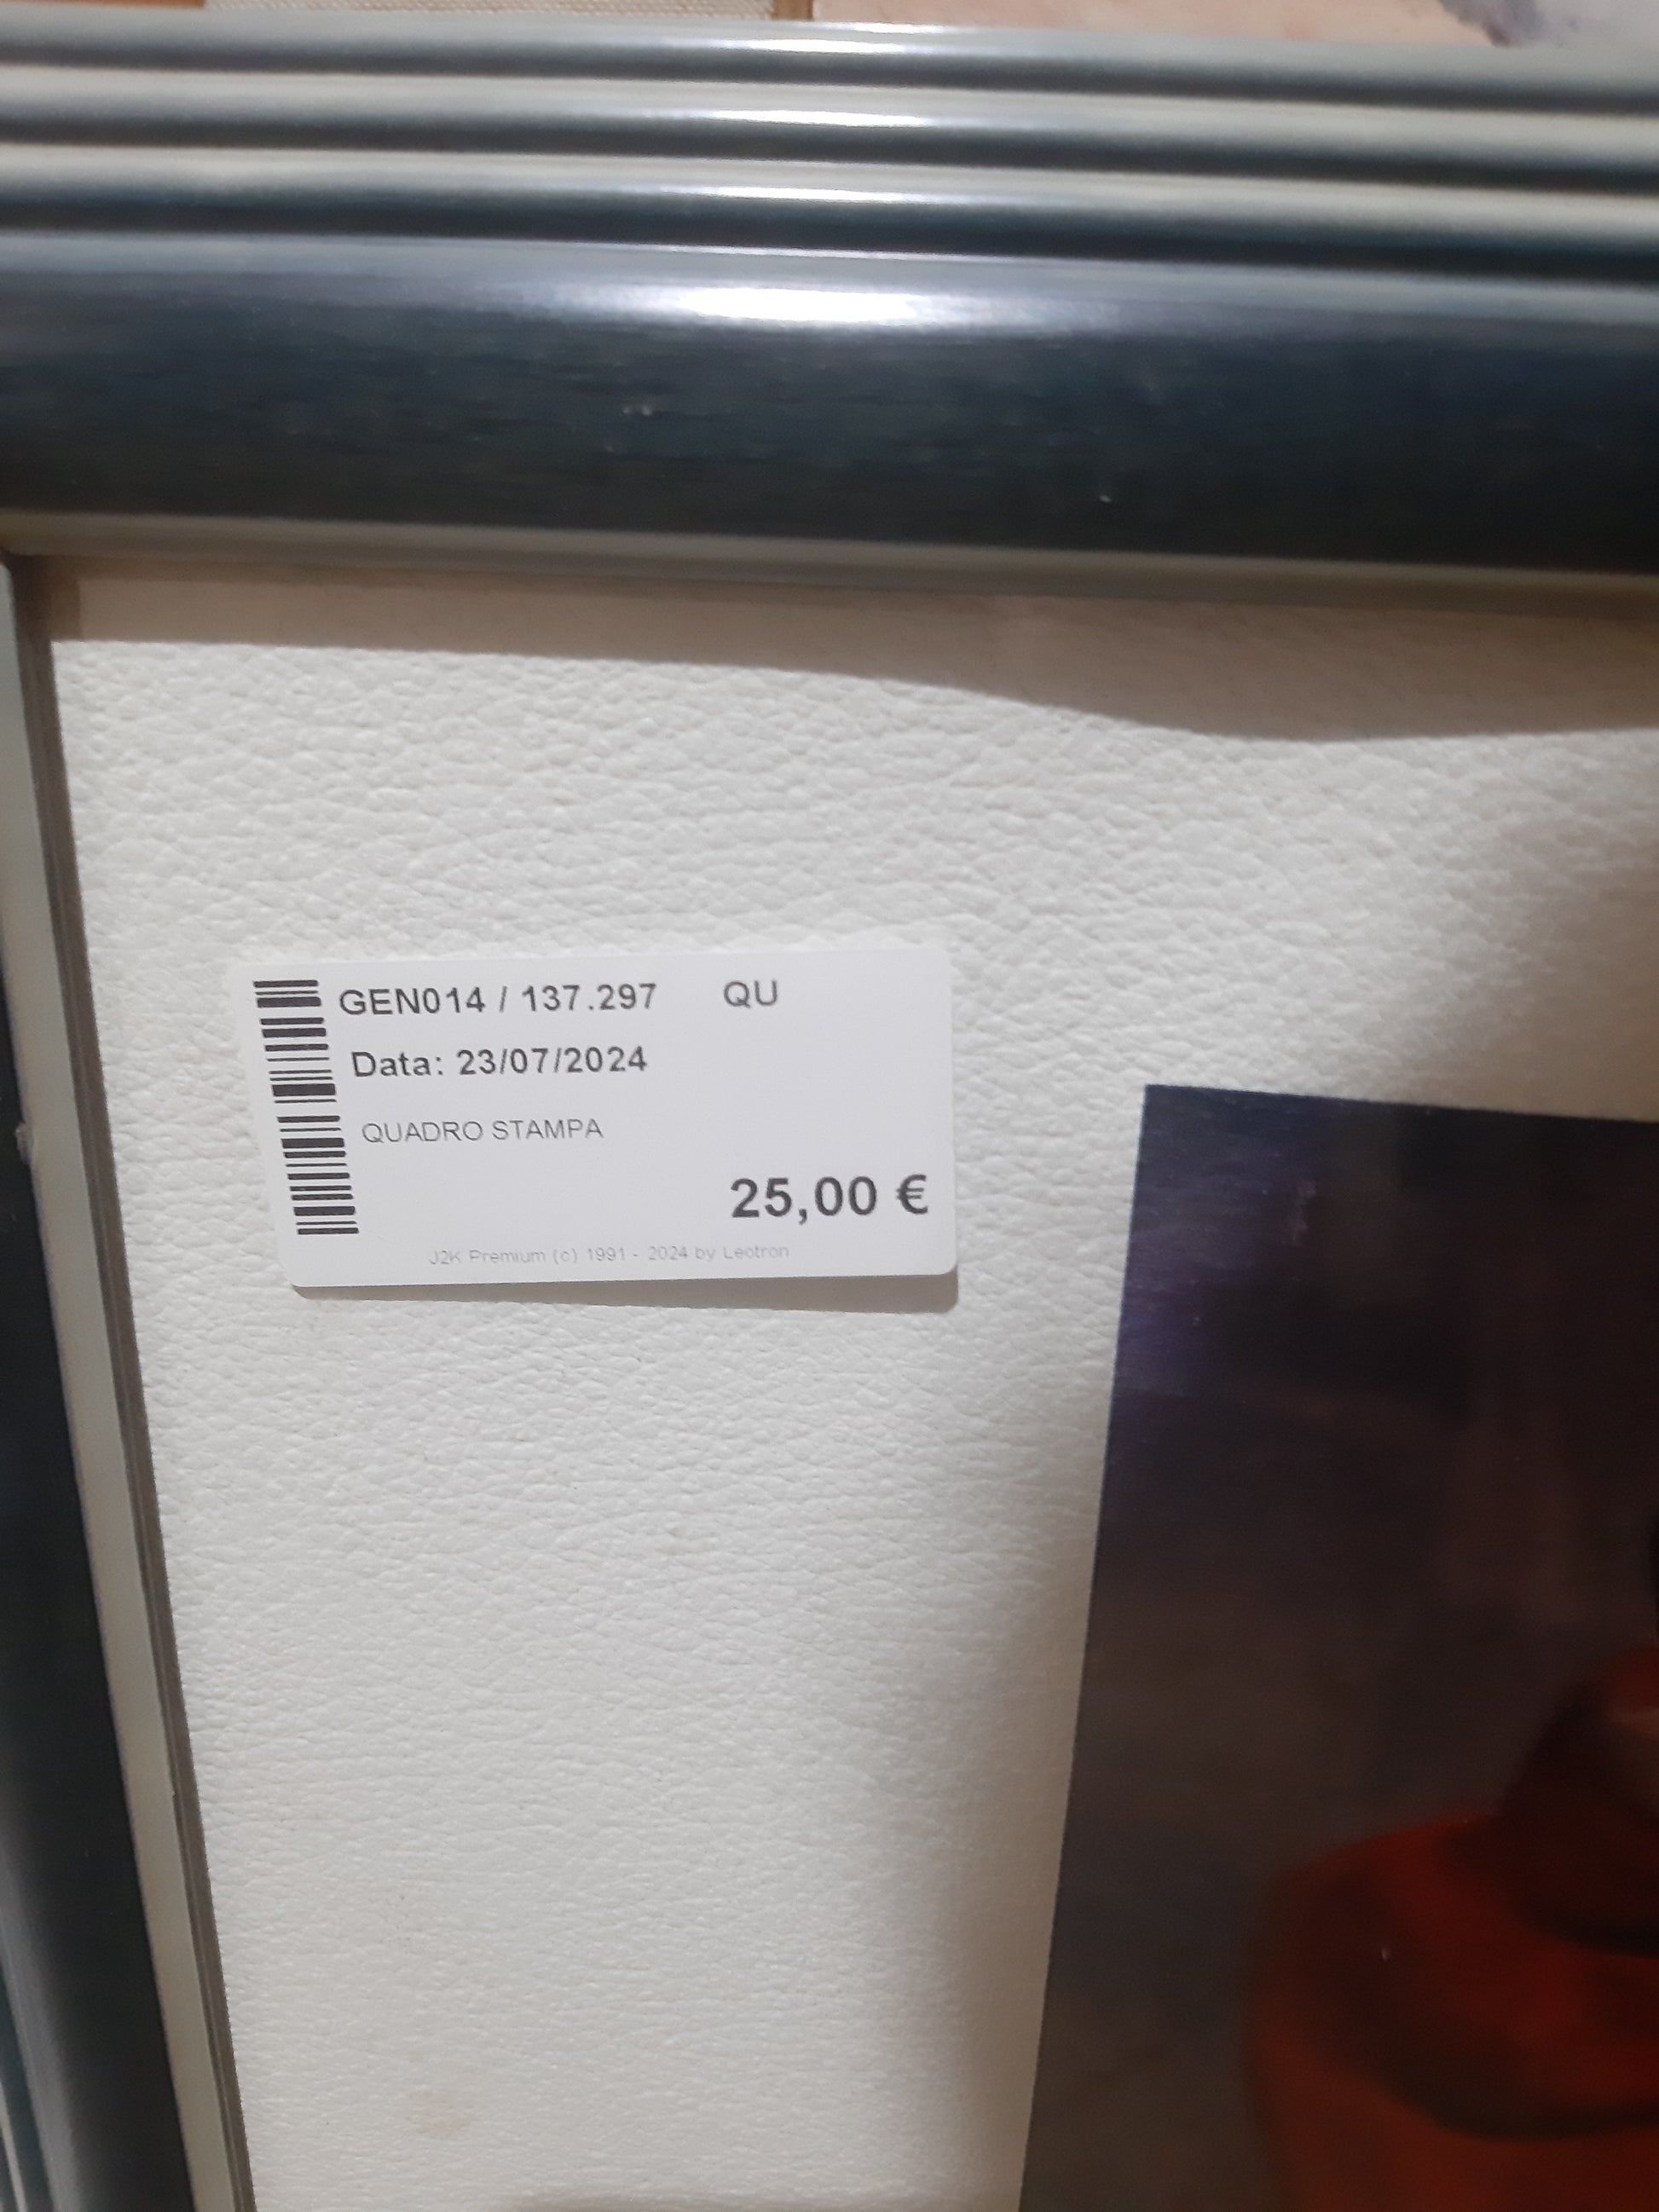 GEN014 / 137.297 QU
Data: 23/07/2024
QUADRO STAMPA
25,00 €
J2K Premium (c) 1991 - 2024 by Leotron